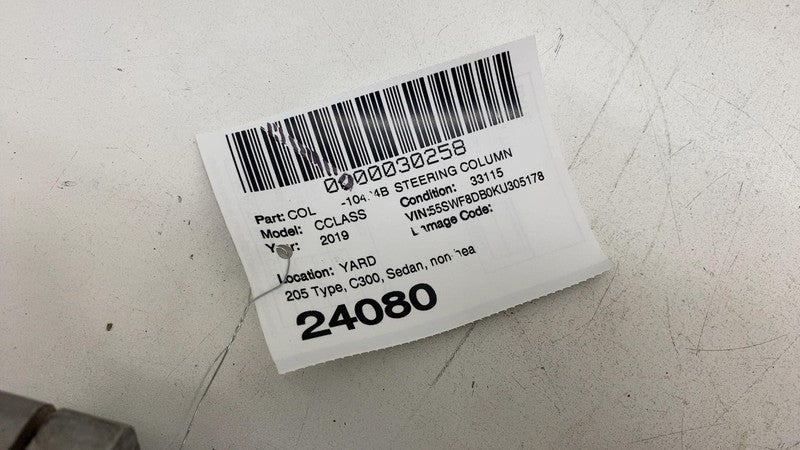 0000030258
Part: COL -104.24B STEERING COLUMN
Model: CCLASS Condition: 33115
Year: 2019 VIN:55SWF8DB0KU305178
Damage Code:
Location: YARD
205 Type, C300, Sedan, non hea
24080